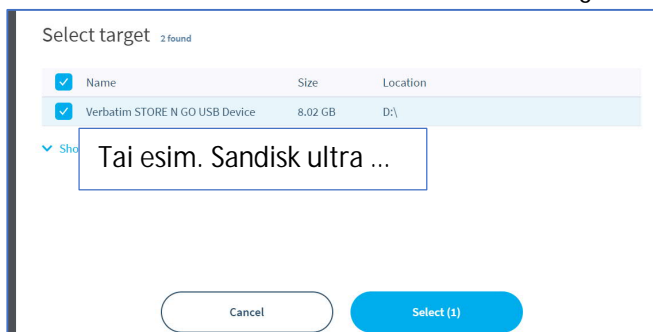 Select target 2 found
Name Size Location
Verbatim STORE N GO USB Device 8.02 GB D:\
Sho
Tai esim. Sandisk ultra ...
Cancel Select (1)